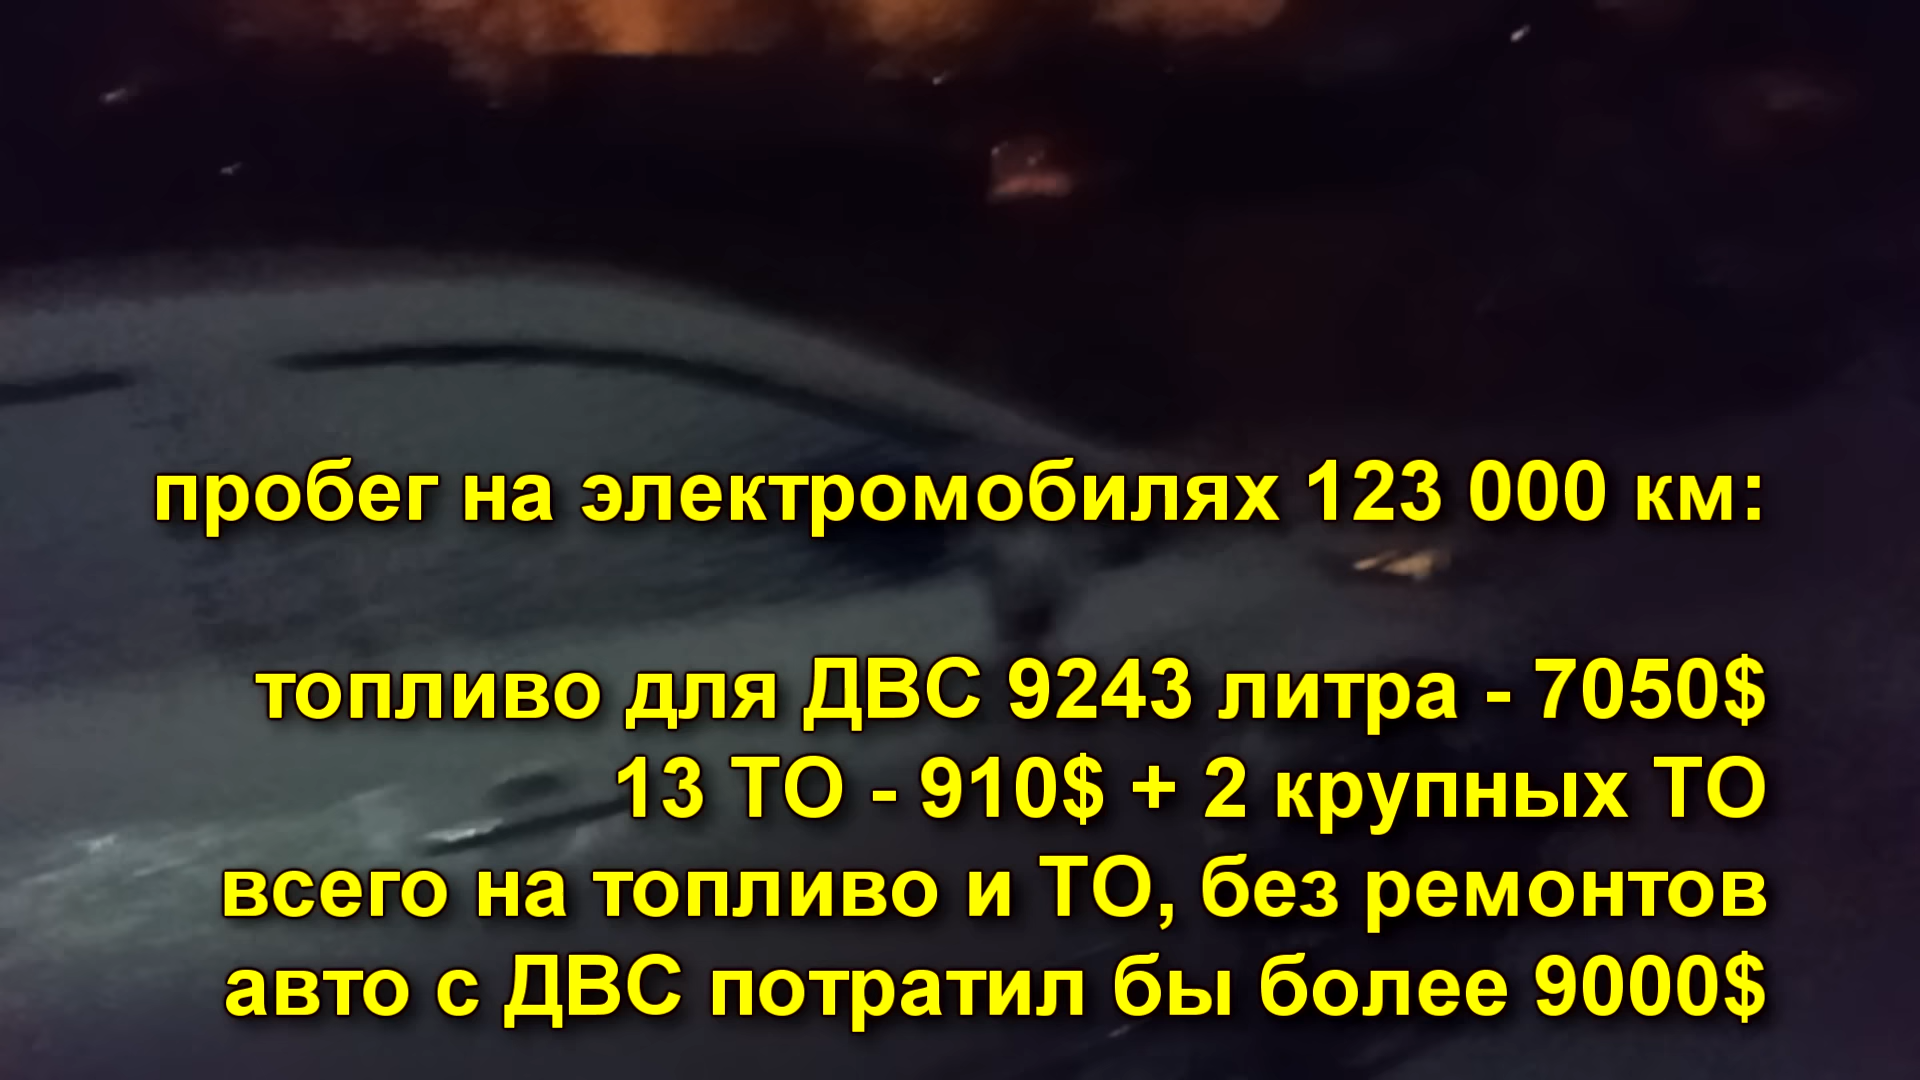 пробег на электромобилях 123 000 км:
топливо для ДВС 9243 литра - 7050$
13 ТО - 910$ + 2 крупных ТО
всего на топливо и ТО, без ремонтов
авто с ДВС потратил бы более 9000$